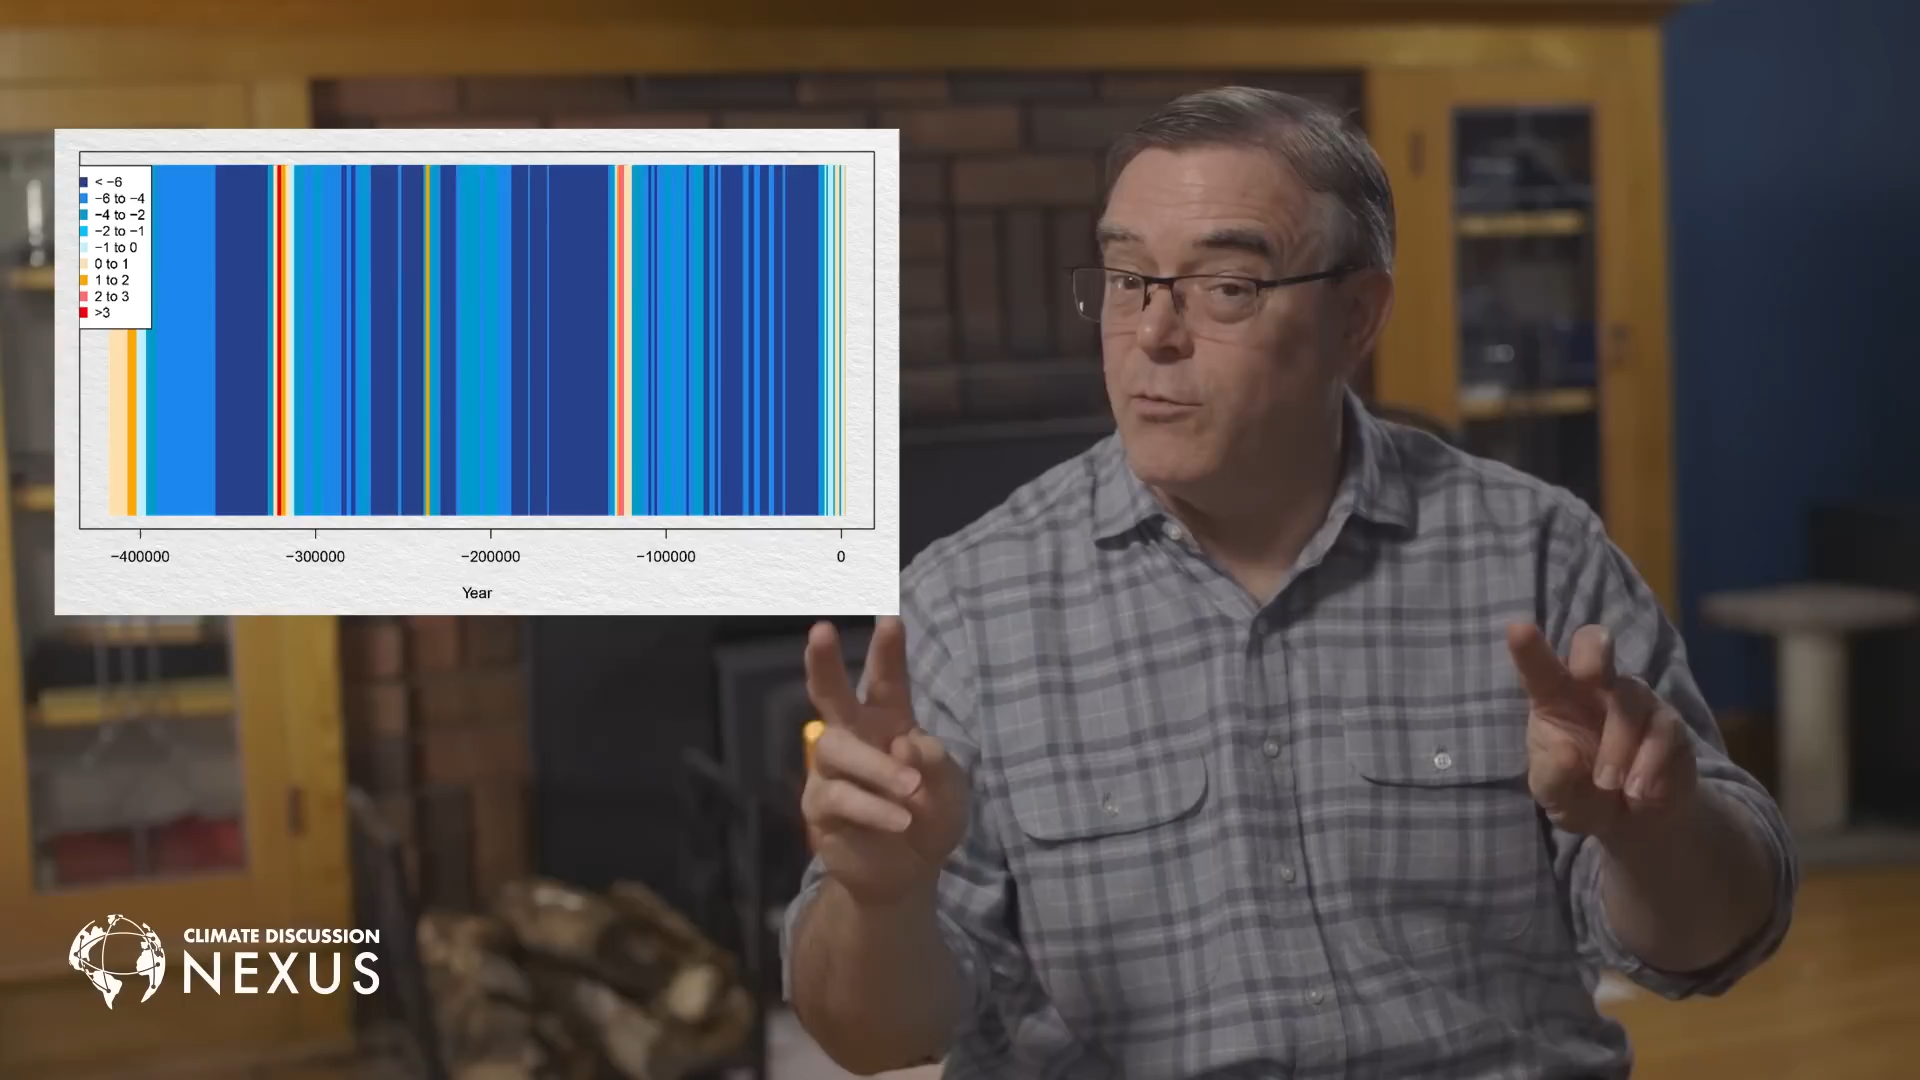 < −6
−6 to −4
−4 to −2
−2 to −1
−1 to 0
0 to 1
1 to 2
2 to 3
>3
−400000
−300000
−200000
−100000
0
Year
CLIMATE DISCUSSION
NEXUS